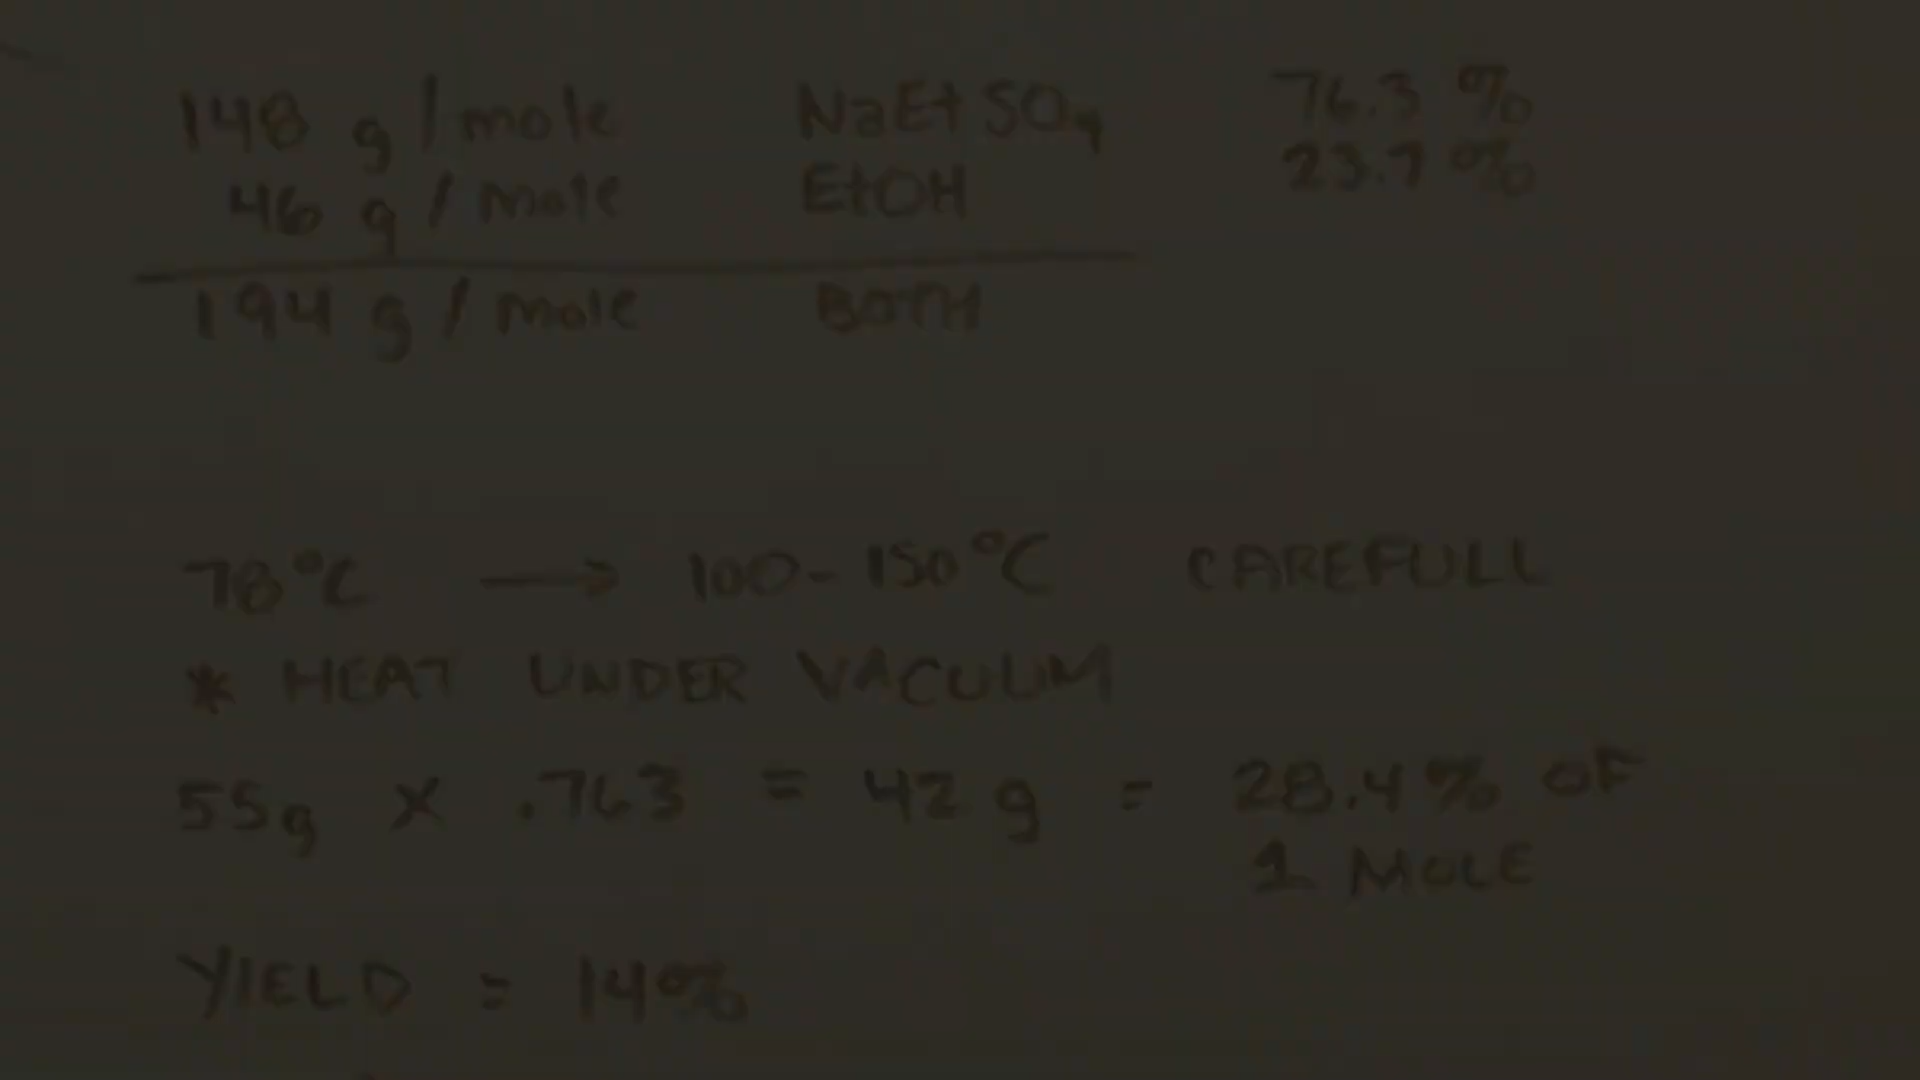 148 g / mole NaEtSO4 76.3 %
46 g / mole EtOH 23.7 %
194 g / mole BOTH
78°C → 100- 150°C CAREFULL
* HEAT UNDER VACUUM
55g x .763 = 42 g = 28.4% OF
1 MOLE
YIELD = 14%